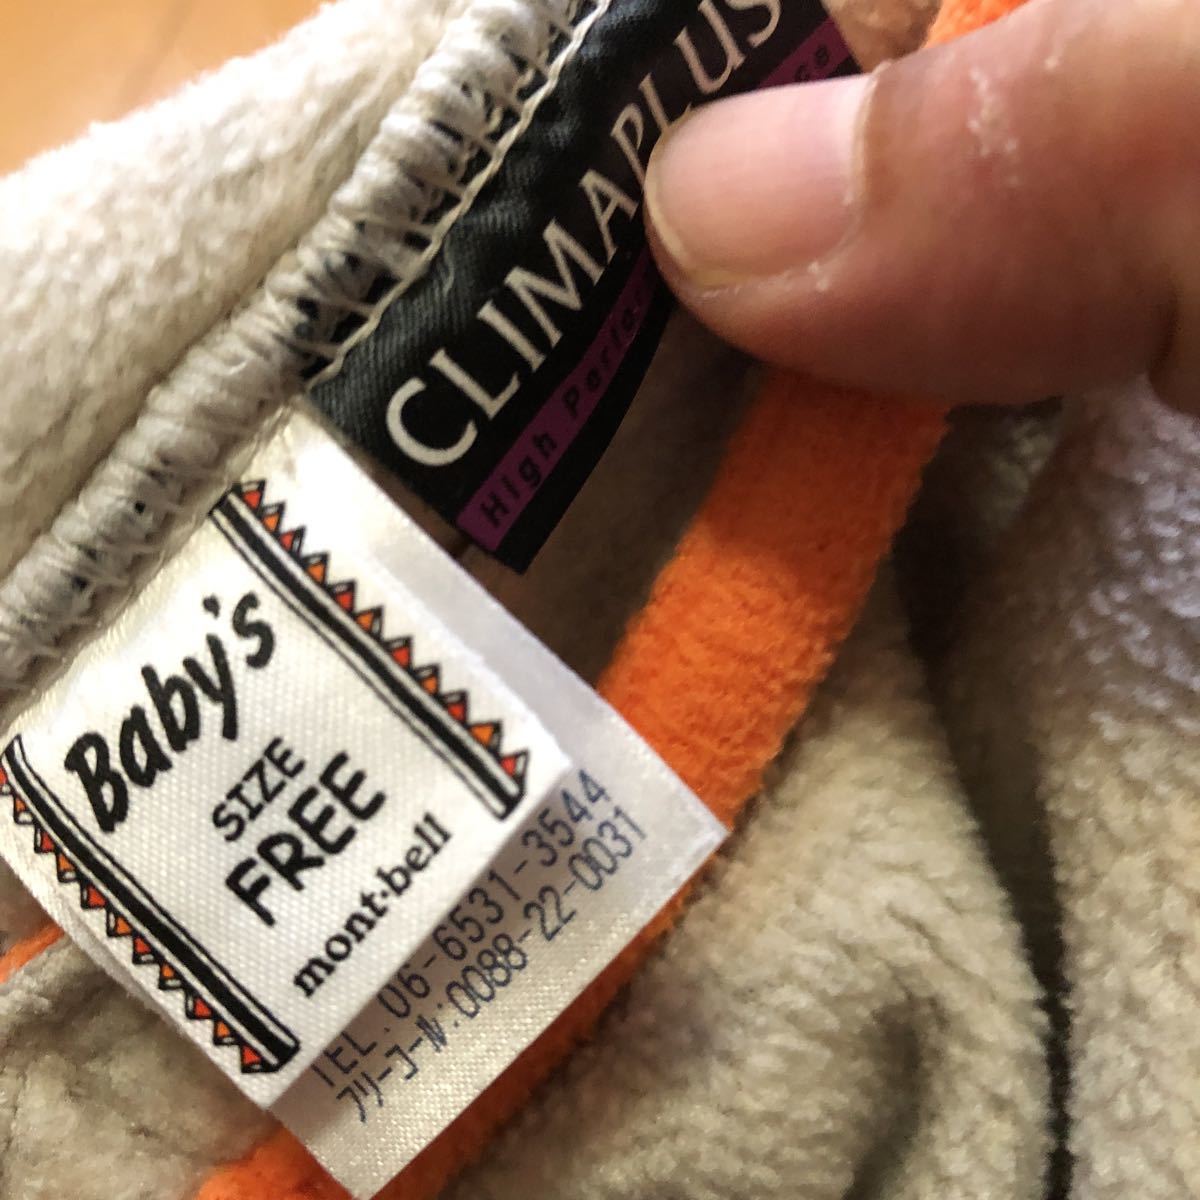 CLIMAPLUS
High
Baby's
SIZE
FREE
mont-bell
TEL.:06-6531-3544
フリーコール:0088-22-0031